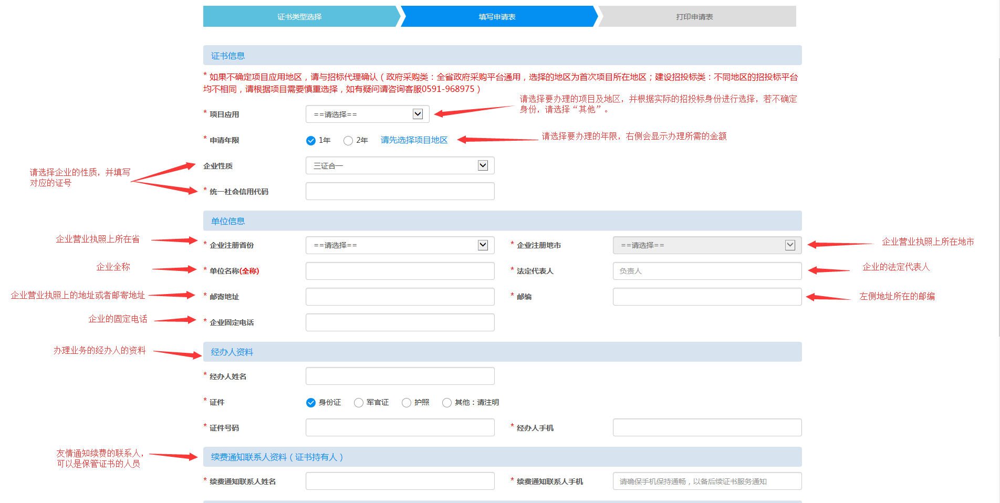 证书类型选择
填写申请表
打印申请表
证书信息
* 如果不确定项目应用地区，请与招标代理确认（政府采购类：全省政府采购平台通用，选择的地区为首次项目所在地区；建设招投标类：不同地区的招投标平台
均不相同，请根据项目需要慎重选择，如有疑问请咨询客服0591-968975）
请选择要办理的项目及地区，并根据实际的招投标身份进行选择，若不确定
身份，请选择“其他”。
* 项目应用
==请选择==
* 申请年限
1年
2年
请先选择项目地区
请选择要办理的年限，右侧会显示办理所需的金额
请选择企业的性质，并填写
对应的证号
企业性质
三证合一
* 统一社会信用代码
单位信息
企业营业执照上所在省
* 企业注册省份
==请选择==
* 企业注册地市
==请选择==
企业营业执照上所在地市
企业全称
* 单位名称(全称)
* 法定代表人
负责人
企业的法定代表人
企业营业执照上的地址或者邮寄地址
* 邮寄地址
* 邮编
左侧地址所在的邮编
企业的固定电话
* 企业固定电话
办理业务的经办人的资料
经办人资料
* 经办人姓名
* 证件
身份证
军官证
护照
其他：请注明
* 证件号码
* 经办人手机
友情通知续费的联系人，
可以是保管证书的人员
续费通知联系人资料（证书持有人）
* 续费通知联系人姓名
* 续费通知联系人手机
请确保手机保持通畅，以备后续证书服务通知